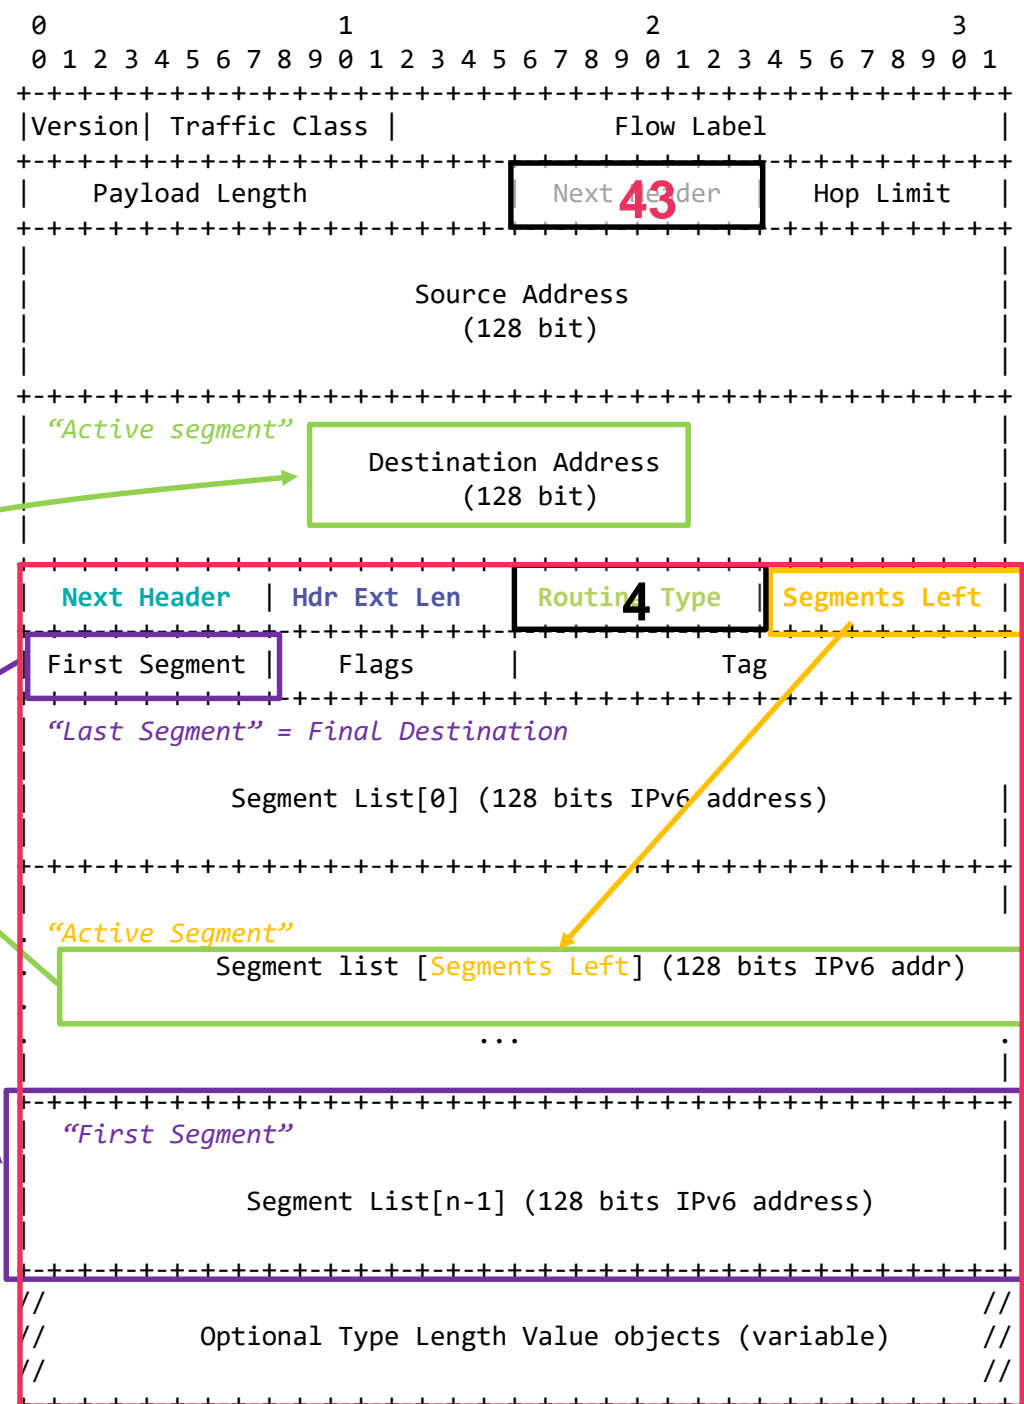 0                   1                   2                   3
0 1 2 3 4 5 6 7 8 9 0 1 2 3 4 5 6 7 8 9 0 1 2 3 4 5 6 7 8 9 0 1
+-+-+-+-+-+-+-+-+-+-+-+-+-+-+-+-+-+-+-+-+-+-+-+-+-+-+-+-+-+-+-+-+
|Version| Traffic Class | Flow Label |
+-+-+-+-+-+-+-+-+-+-+-+-+-+-+-+-+-+-+-+-+-+-+-+-+-+-+-+-+-+-+-+-+
| Payload Length | Next Header | Hop Limit |
43
+-+-+-+-+-+-+-+-+-+-+-+-+-+-+-+-+-+-+-+-+-+-+-+-+-+-+-+-+-+-+-+-+
Source Address
(128 bit)
+-+-+-+-+-+-+-+-+-+-+-+-+-+-+-+-+-+-+-+-+-+-+-+-+-+-+-+-+-+-+-+-+
“Active segment”
Destination Address
(128 bit)
+-+-+-+-+-+-+-+-+-+-+-+-+-+-+-+-+-+-+-+-+-+-+-+-+-+-+-+-+-+-+-+-+
| Next Header | Hdr Ext Len | Routing Type | Segments Left |
4
+-+-+-+-+-+-+-+-+-+-+-+-+-+-+-+-+-+-+-+-+-+-+-+-+-+-+-+-+-+-+-+-+
| First Segment | Flags | Tag |
+-+-+-+-+-+-+-+-+-+-+-+-+-+-+-+-+-+-+-+-+-+-+-+-+-+-+-+-+-+-+-+-+
“Last Segment” = Final Destination
Segment List[0] (128 bits IPv6 address)
+-+-+-+-+-+-+-+-+-+-+-+-+-+-+-+-+-+-+-+-+-+-+-+-+-+-+-+-+-+-+-+-+
“Active Segment”
Segment list [Segments Left] (128 bits IPv6 addr)
. ... .
+-+-+-+-+-+-+-+-+-+-+-+-+-+-+-+-+-+-+-+-+-+-+-+-+-+-+-+-+-+-+-+-+
“First Segment”
Segment List[n-1] (128 bits IPv6 address)
+-+-+-+-+-+-+-+-+-+-+-+-+-+-+-+-+-+-+-+-+-+-+-+-+-+-+-+-+-+-+-+-+
// //
// Optional Type Length Value objects (variable) //
// //
+-+-+-+-+-+-+-+-+-+-+-+-+-+-+-+-+-+-+-+-+-+-+-+-+-+-+-+-+-+-+-+-+